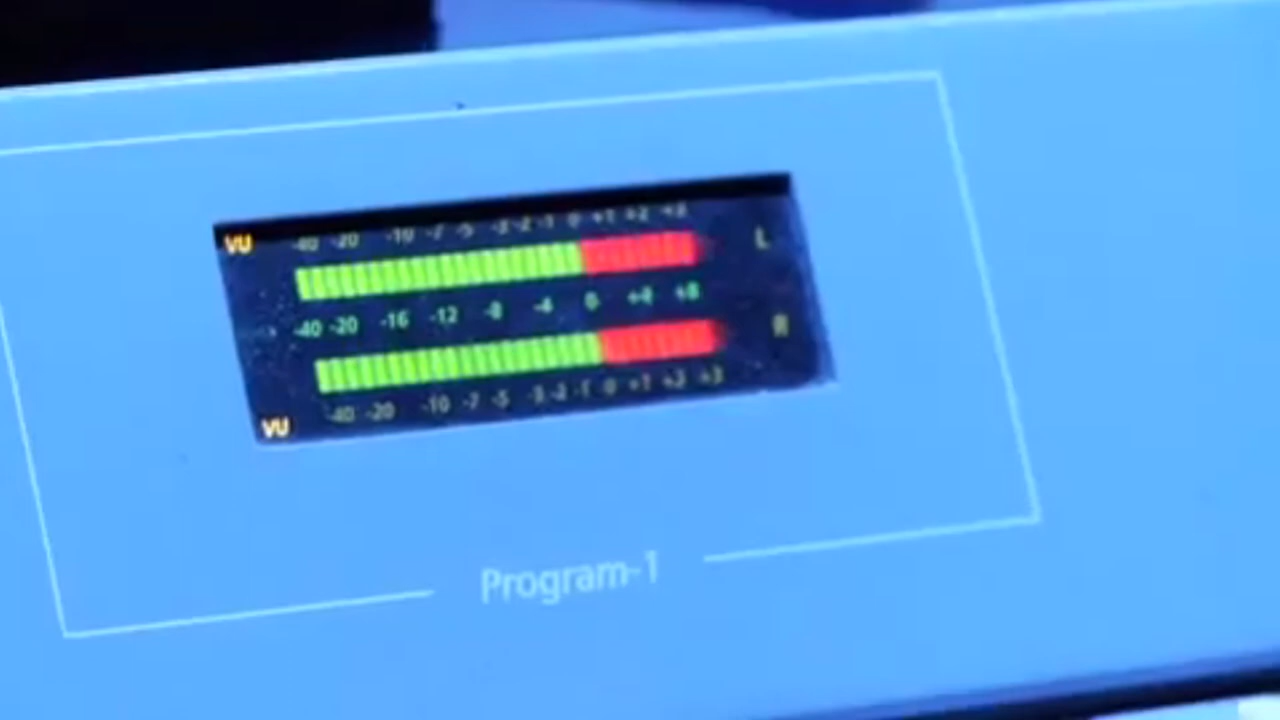 VU -40 -20 -10 -7 -5 -3 -2 -1 0 +1 +2 +3
L
-40 -20 -16 -12 -8 -4 0 +4 +8
R
VU -40 -20 -10 -7 -5 -3 -2 -1 0 +1 +2 +3
Program-1